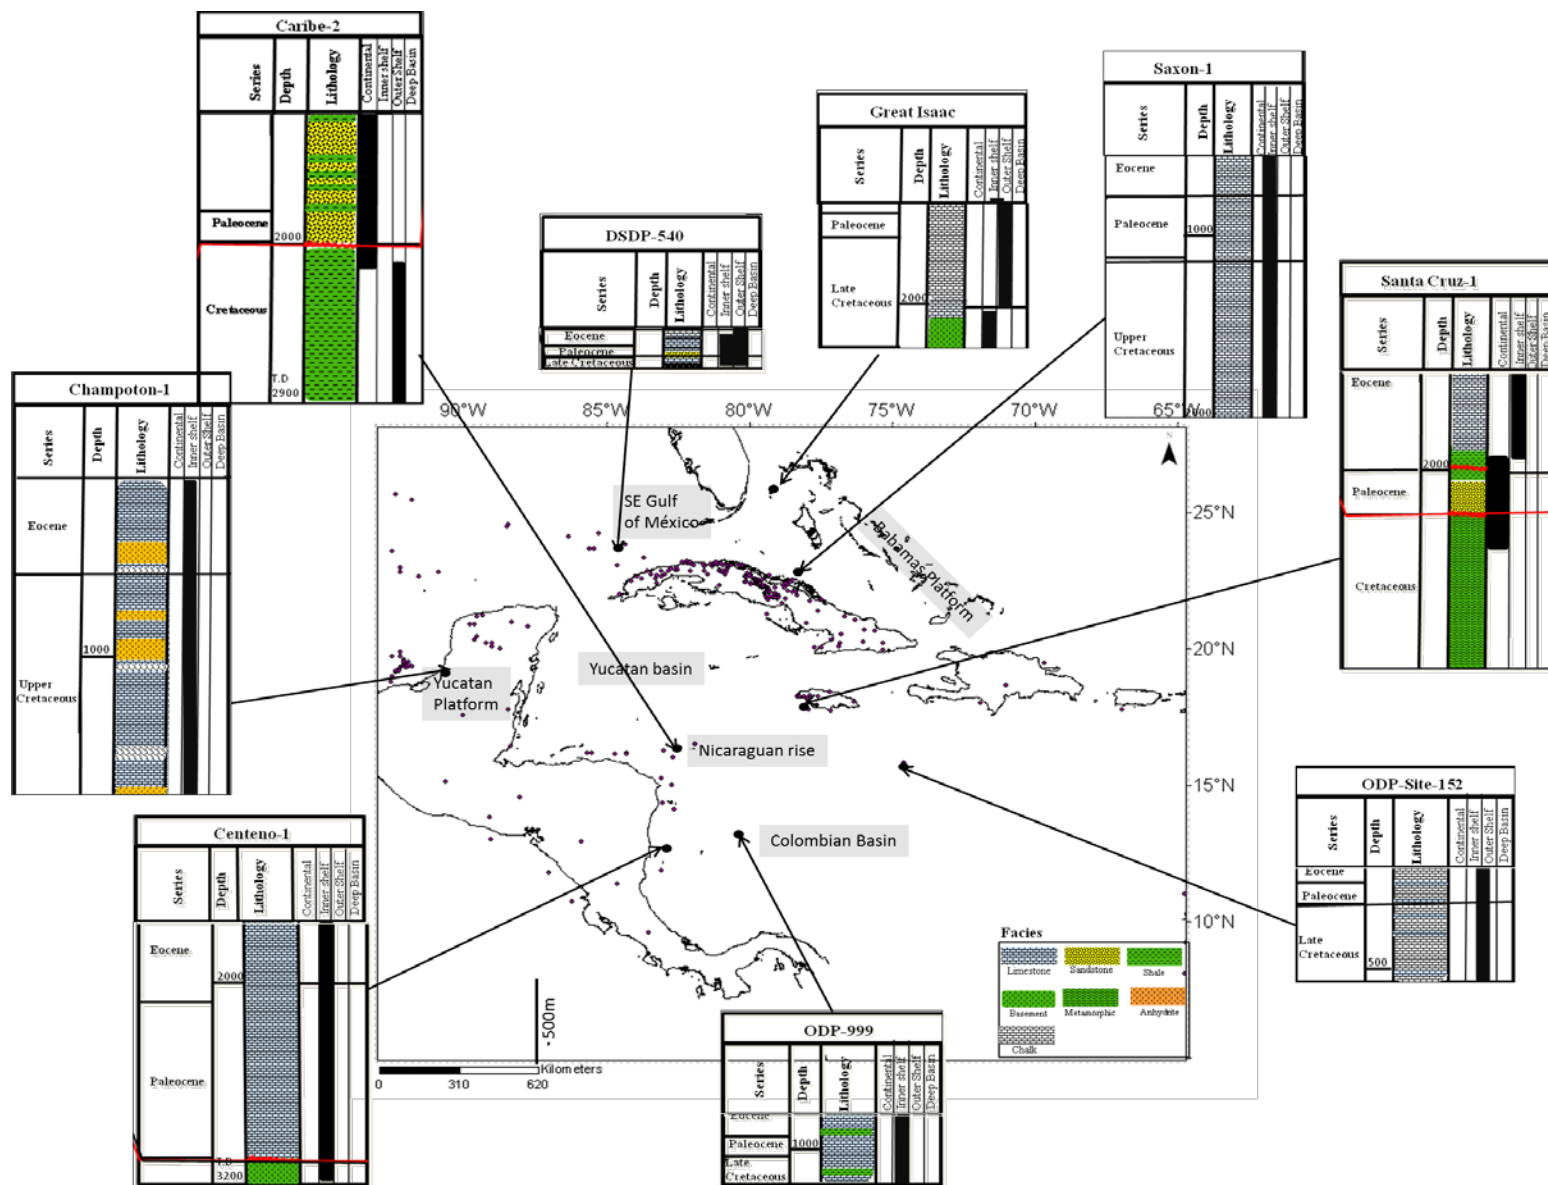 Caribe-2
Series
Depth
Lithology
Continental
Inner shelf
Outer Shelf
Deep Basin
Paleocene
2000
Cretaceous
T.D
2900
DSDP-540
Series
Depth
Lithology
Continental
Inner shelf
Outer Shelf
Deep Basin
Eocene
Paleocene
Late Cretaceous
Great Isaac
Series
Depth
Lithology
Continental
Inner shelf
Outer Shelf
Deep Basin
Paleocene
Late
Cretaceous
2000
Saxon-1
Series
Depth
Lithology
Continental
Inner shelf
Outer Shelf
Deep Basin
Eocene
Paleocene
1000
Upper
Cretaceous
Santa Cruz-1
Series
Depth
Lithology
Continental
Inner shelf
Outer Shelf
Deep Basin
Eocene
2000
Paleocene
Cretaceous
Champoton-1
Series
Depth
Lithology
Continental
Inner shelf
Outer Shelf
Deep Basin
Eocene
1000
Upper
Cretaceous
90°W
85°W
80°W
75°W
70°W
65°W
25°N
20°N
15°N
10°N
SE Gulf
of México
Bahamas Platform
Yucatan basin
Yucatan
Platform
Nicaraguan rise
Colombian Basin
Centeno-1
Series
Depth
Lithology
Continental
Inner shelf
Outer Shelf
Deep Basin
Eocene
2000
Paleocene
T.D
3200
-500m
Kilometers
0
310
620
ODP-999
Series
Depth
Lithology
Continental
Inner shelf
Outer Shelf
Deep Basin
Eocene
Paleocene
1000
Late
Cretaceous
Facies
Limestone
Sandstone
Shale
Basement
Metamorphic
Anhydrite
Chalk
ODP-Site-152
Series
Depth
Lithology
Continental
Inner shelf
Outer Shelf
Deep Basin
Eocene
Paleocene
Late
Cretaceous
500